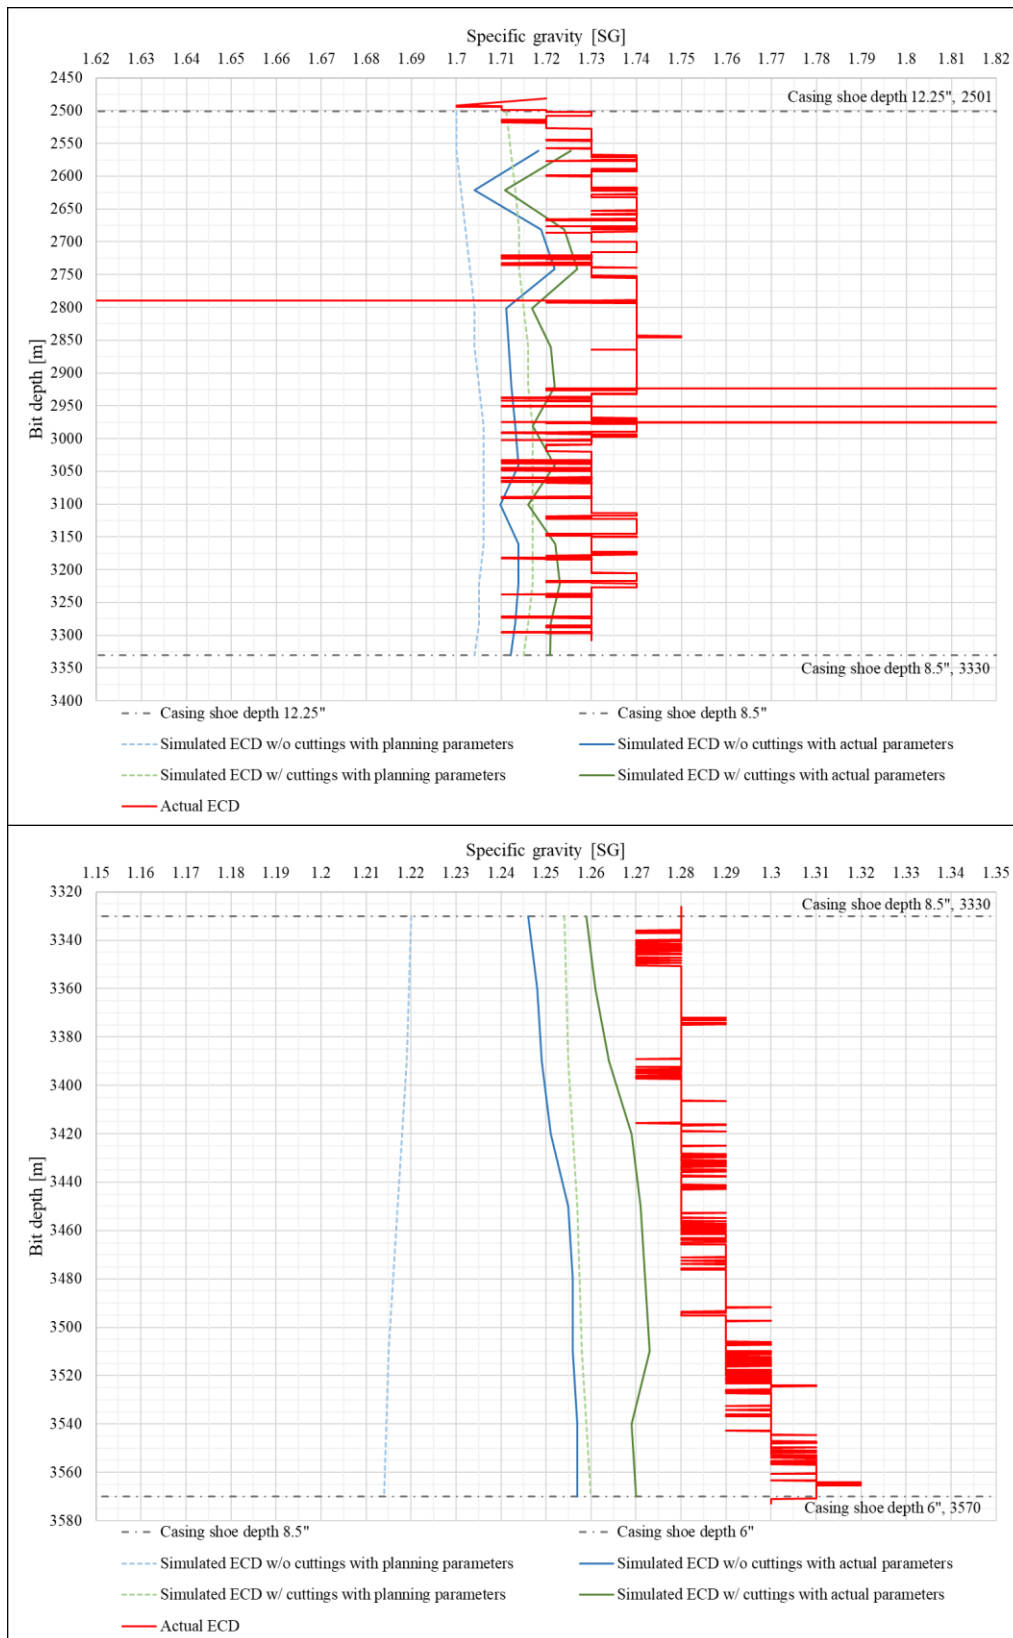 Specific gravity [SG]
1.62 1.63 1.64 1.65 1.66 1.67 1.68 1.69 1.7 1.71 1.72 1.73 1.74 1.75 1.76 1.77 1.78 1.79 1.8 1.81 1.82
2450
Casing shoe depth 12.25", 2501
2500
2550
2600
2650
2700
2750
2800
2850
Bit depth [m]
2900
2950
3000
3050
3100
3150
3200
3250
3300
3350
Casing shoe depth 8.5", 3330
3400
Casing shoe depth 12.25" Casing shoe depth 8.5"
Simulated ECD w/o cuttings with planning parameters Simulated ECD w/o cuttings with actual parameters
Simulated ECD w/ cuttings with planning parameters Simulated ECD w/ cuttings with actual parameters
Actual ECD
Specific gravity [SG]
1.15 1.16 1.17 1.18 1.19 1.2 1.21 1.22 1.23 1.24 1.25 1.26 1.27 1.28 1.29 1.3 1.31 1.32 1.33 1.34 1.35
3320
Casing shoe depth 8.5", 3330
3340
3360
3380
3400
3420
3440
Bit depth [m]
3460
3480
3500
3520
3540
3560
Casing shoe depth 6", 3570
3580
Casing shoe depth 8.5" Casing shoe depth 6"
Simulated ECD w/o cuttings with planning parameters Simulated ECD w/o cuttings with actual parameters
Simulated ECD w/ cuttings with planning parameters Simulated ECD w/ cuttings with actual parameters
Actual ECD